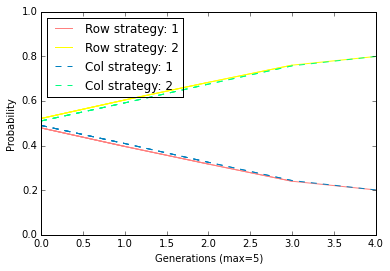 1.0
0.8
0.6
0.4
0.2
0.0
Probability
Row strategy: 1
Row strategy: 2
Col strategy: 1
Col strategy: 2
0.0 0.5 1.0 1.5 2.0 2.5 3.0 3.5 4.0
Generations (max=5)